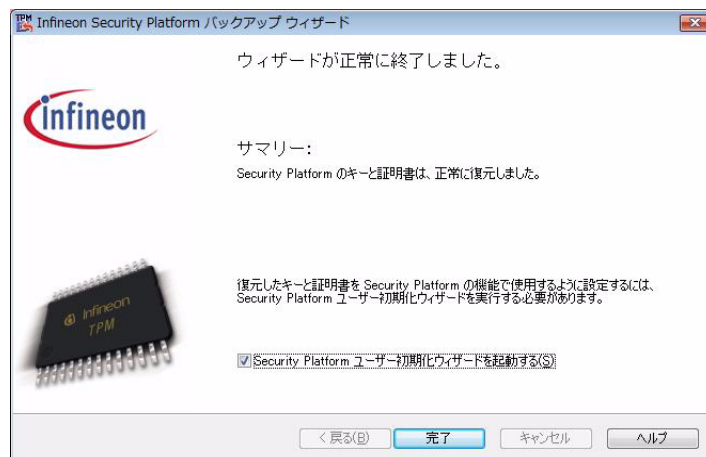 Infineon Security Platform バックアップ ウィザード
ウィザードが正常に終了しました。
infineon
サマリー:
Security Platform のキーと証明書は、正常に復元しました。
復元したキーと証明書を Security Platform の機能で使用するように設定するには、
Security Platform ユーザー初期化ウィザードを実行する必要があります。
infineon
TPM
Security Platform ユーザー初期化ウィザードを起動する(S)
< 戻る(B)
完了
キャンセル
ヘルプ